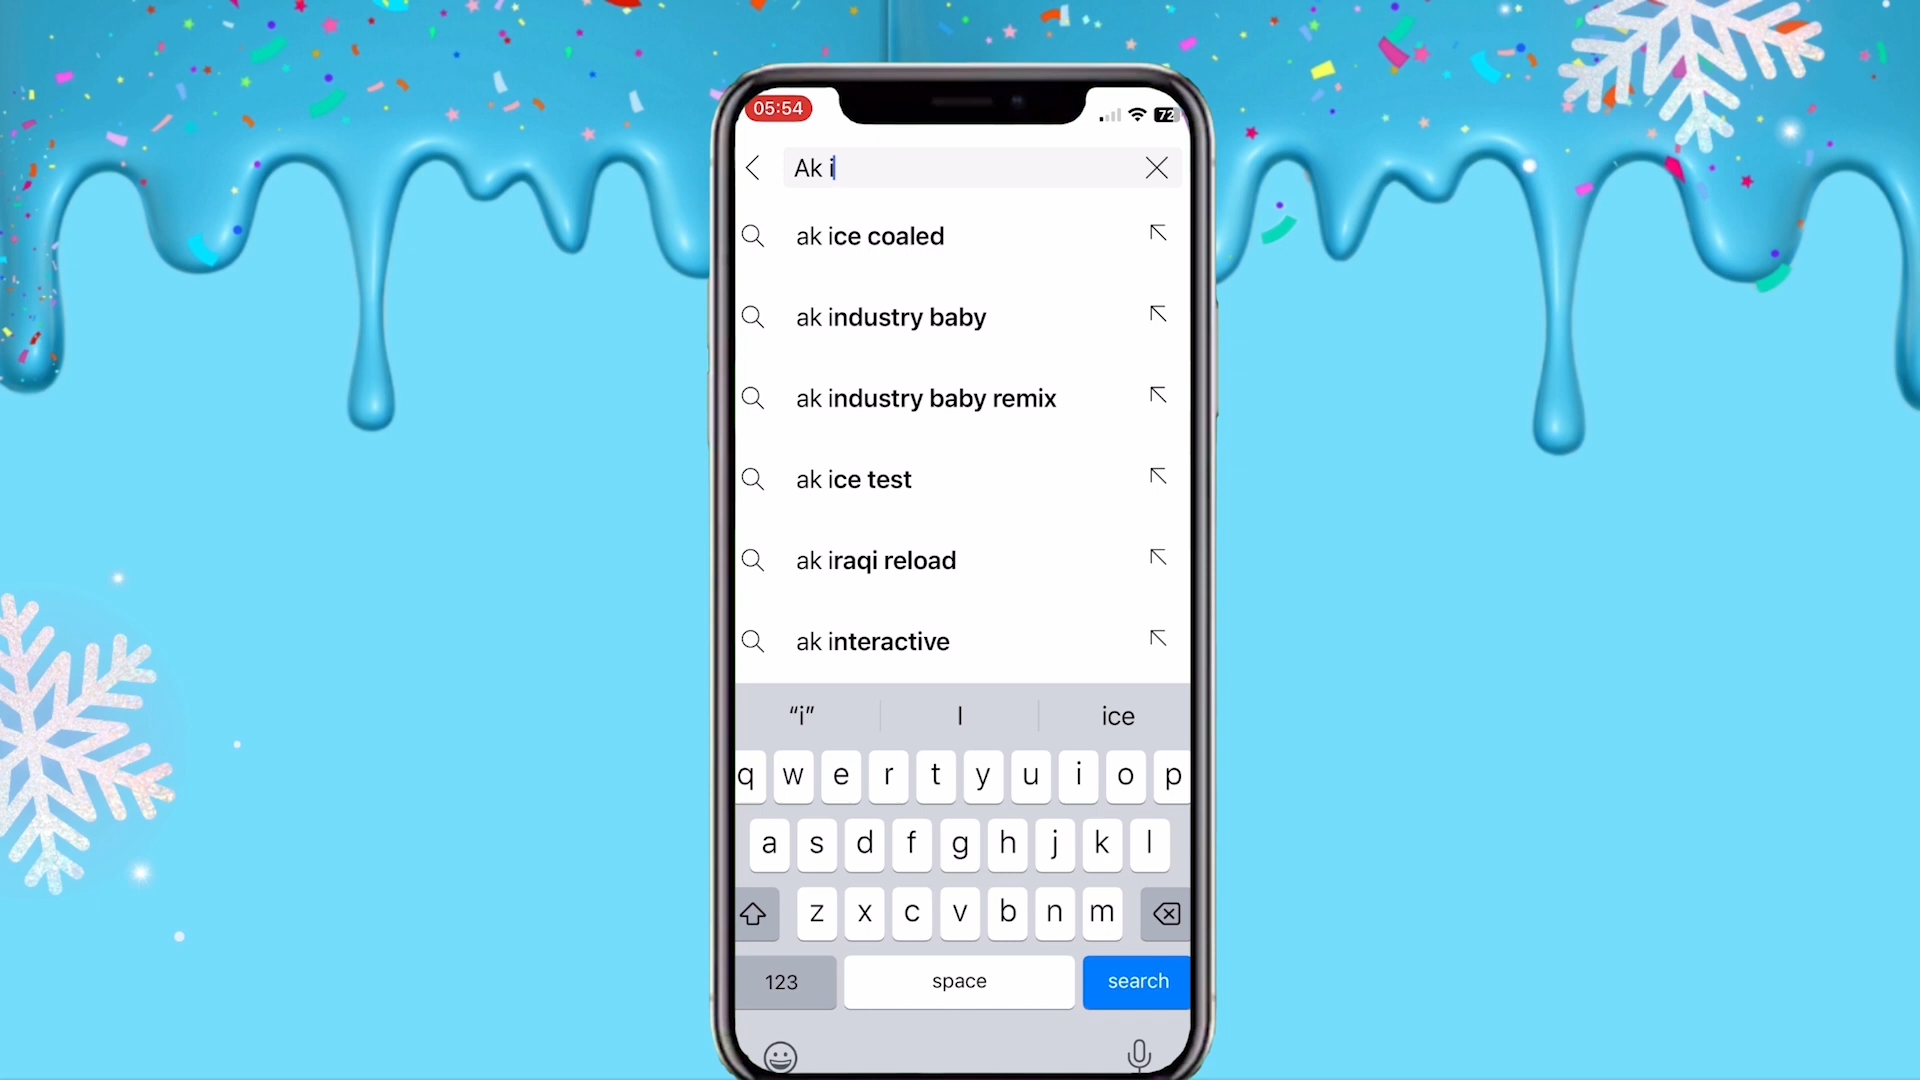 05:54
72
Ak i
ak ice coaled
ak industry baby
ak industry baby remix
ak ice test
ak iraqi reload
ak interactive
“i” I ice
q w e r t y u i o p
a s d f g h j k l
z x c v b n m
123 space search